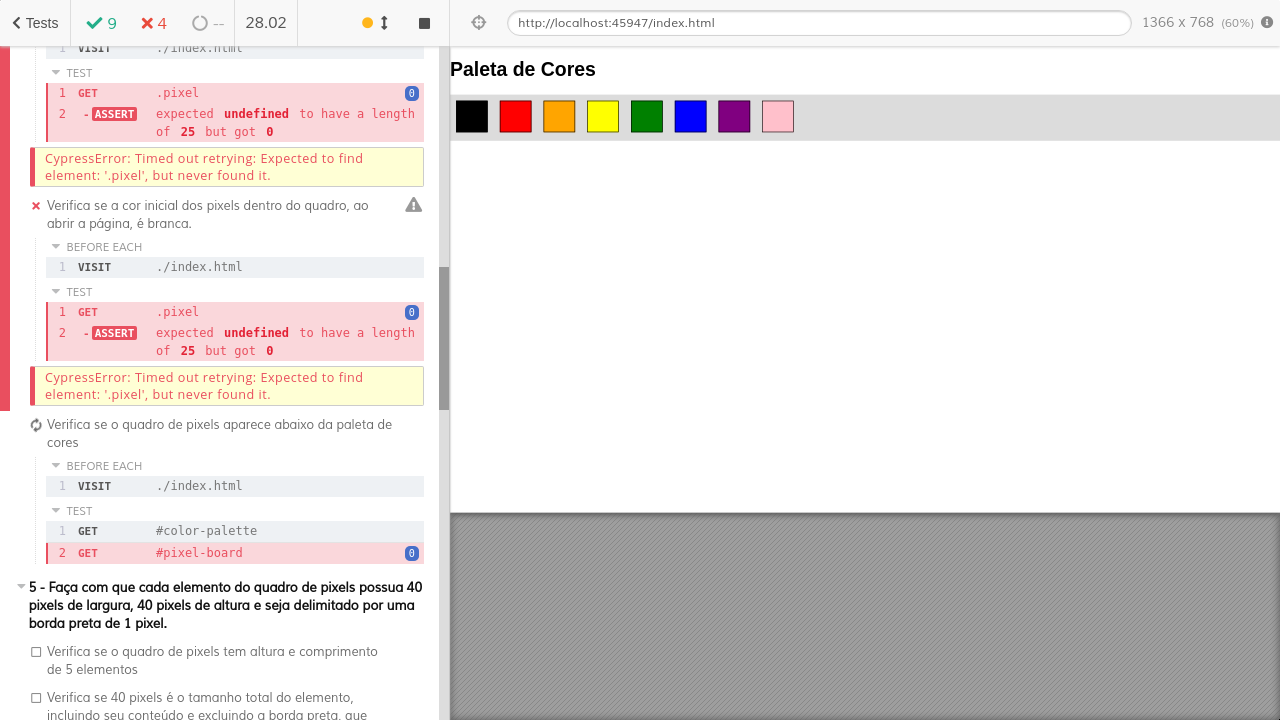 Tests 9 4 -- 28.02
http://localhost:45947/index.html 1366 x 768 (60%)
1 VISIT ./index.html
TEST
1 GET .pixel 0
2 -ASSERT expected undefined to have a length
of 25 but got 0
CypressError: Timed out retrying: Expected to find
element: '.pixel', but never found it.
Verifica se a cor inicial dos pixels dentro do quadro, ao
abrir a página, é branca.
BEFORE EACH
1 VISIT ./index.html
TEST
1 GET .pixel 0
2 -ASSERT expected undefined to have a length
of 25 but got 0
CypressError: Timed out retrying: Expected to find
element: '.pixel', but never found it.
Verifica se o quadro de pixels aparece abaixo da paleta de
cores
BEFORE EACH
1 VISIT ./index.html
TEST
1 GET #color-palette
2 GET #pixel-board 0
5 - Faça com que cada elemento do quadro de pixels possua 40
pixels de largura, 40 pixels de altura e seja delimitado por uma
borda preta de 1 pixel.
Verifica se o quadro de pixels tem altura e comprimento
de 5 elementos
Verifica se 40 pixels é o tamanho total do elemento,
incluindo seu conteúdo e excluindo a borda preta, que
Paleta de Cores